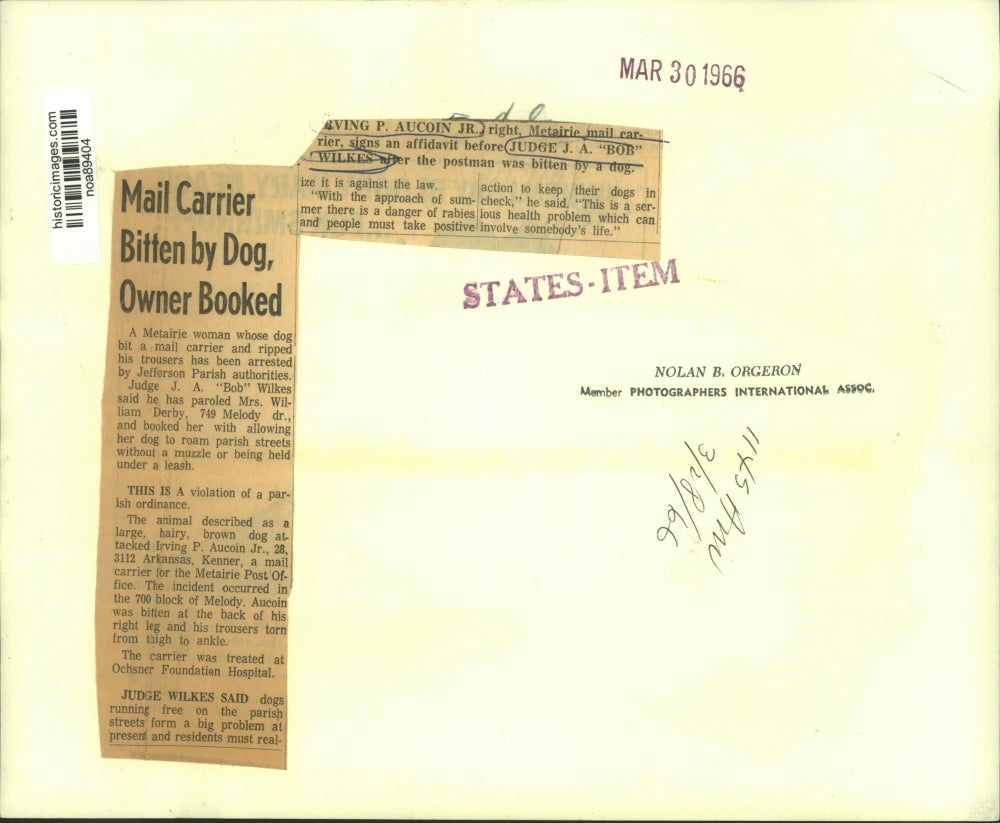 MAR 30 1966
historicimages.com
noa89404
IRVING P. AUCOIN JR., right, Metairie mail car-
rier, signs an affidavit before JUDGE J. A. "BOB"
WILKES after the postman was bitten by a dog.
Mail Carrier
Bitten by Dog,
Owner Booked
A Metairie woman whose dog
bit a mail carrier and ripped
his trousers has been arrested
by Jefferson Parish authorities.
Judge J. A. "Bob" Wilkes
said he has paroled Mrs. Wil-
liam Derby, 749 Melody dr.,
and booked her with allowing
her dog to roam parish streets
without a muzzle or being held
under a leash.
THIS IS A violation of a par-
ish ordinance.
The animal described as a
large, hairy, brown dog at-
tacked Irving P. Aucoin Jr., 28,
3112 Arkansas, Kenner, a mail
carrier for the Metairie Post Of-
fice. The incident occurred in
the 700 block of Melody. Aucoin
was bitten at the back of his
right leg and his trousers torn
from thigh to ankle.
The carrier was treated at
Ochsner Foundation Hospital.
JUDGE WILKES SAID dogs
running free on the parish
streets form a big problem at
present and residents must real-
ize it is against the law.
"With the approach of sum-
mer there is a danger of rabies
and people must take positive
action to keep their dogs in
check," he said. "This is a ser-
ious health problem which can
involve somebody's life."
STATES-ITEM
NOLAN B. ORGERON
Member PHOTOGRAPHERS INTERNATIONAL ASSOC.
3/28/66